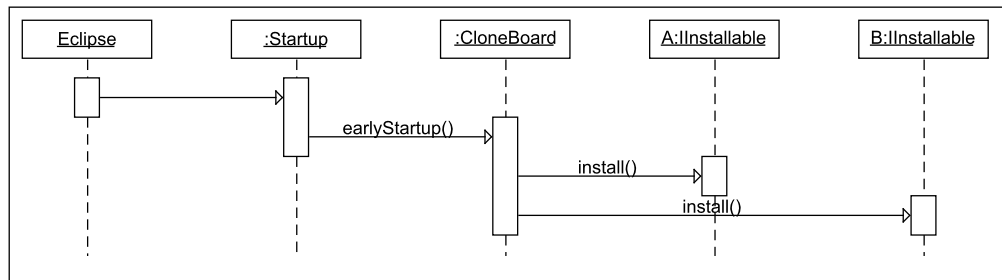 Eclipse
:Startup
:CloneBoard
A:IInstallable
B:IInstallable
earlyStartup()
install()
install()